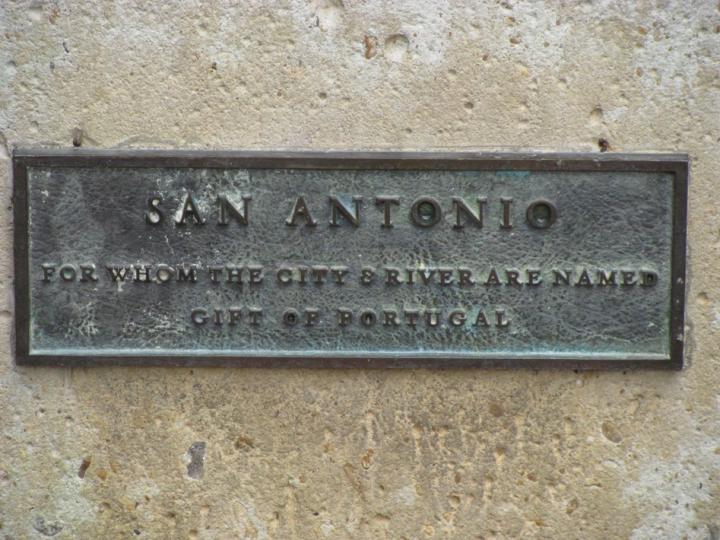 SAN ANTONIO
FOR WHOM THE CITY & RIVER ARE NAMED
GIFT OF PORTUGAL